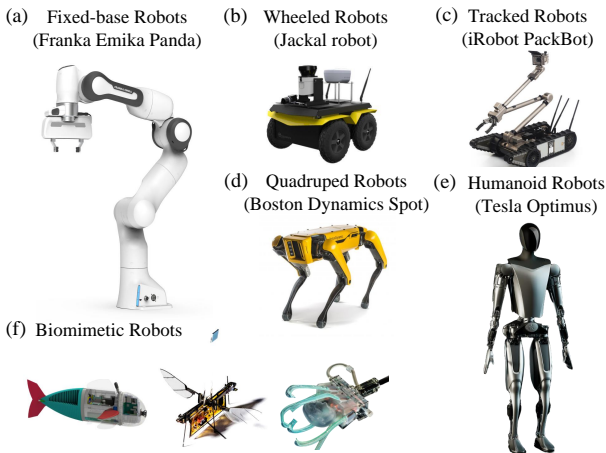 (a) Fixed-base Robots
(Franka Emika Panda)
(b) Wheeled Robots
(Jackal robot)
(c) Tracked Robots
(iRobot PackBot)
(d) Quadruped Robots
(Boston Dynamics Spot)
(e) Humanoid Robots
(Tesla Optimus)
(f) Biomimetic Robots